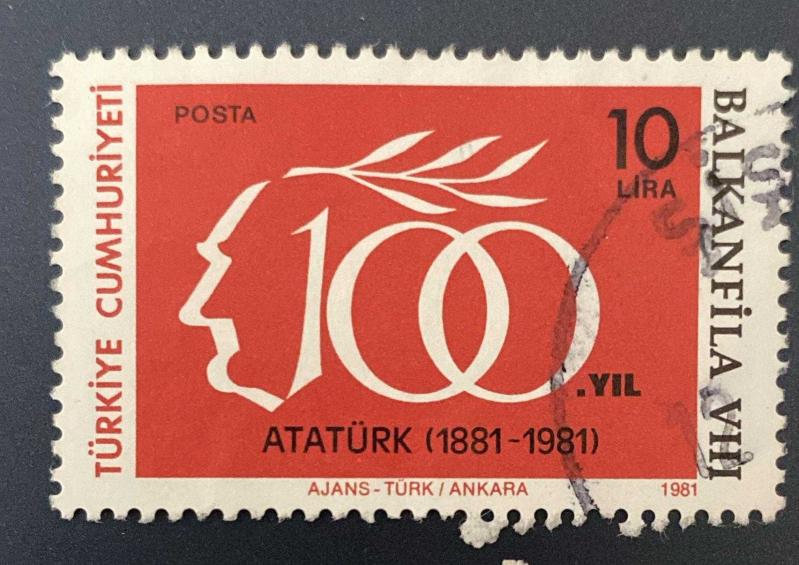 TÜRKİYE CUMHURİYETİ
POSTA
10
LİRA
BALKANFİLA VIII
100
.YIL
ATATÜRK (1881-1981)
AJANS-TÜRK / ANKARA
1981